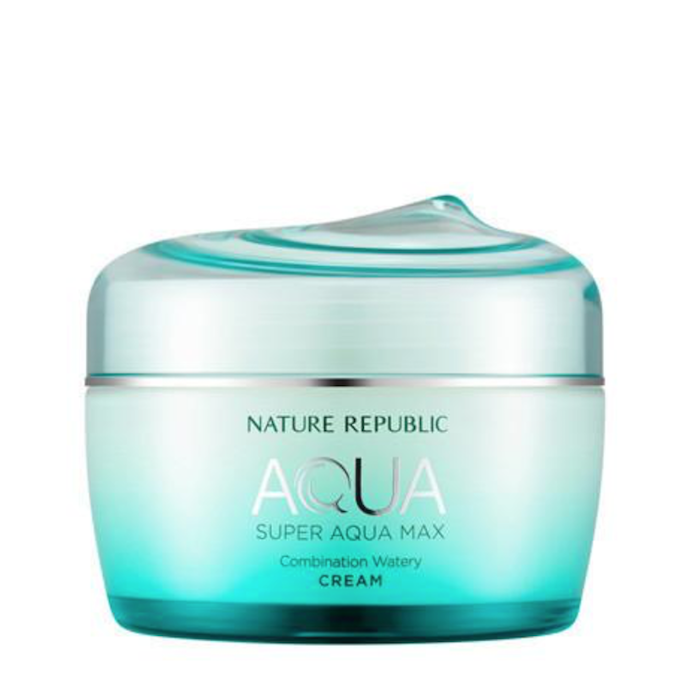 NATURE REPUBLIC
AQUA
SUPER AQUA MAX
Combination Watery
CREAM